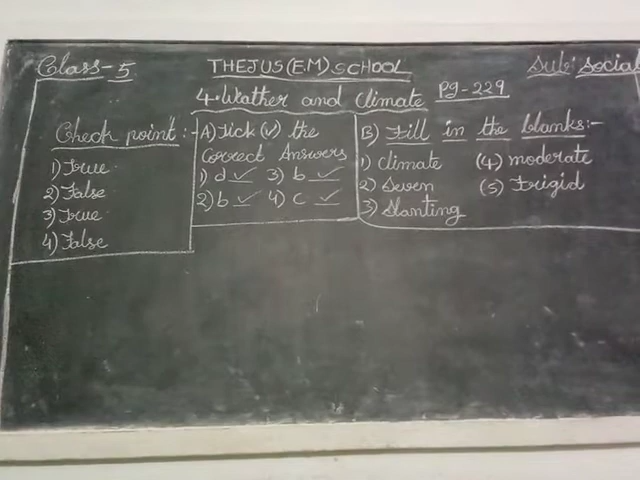 Class-5 THEJUS (E.M) SCHOOL Sub: Social
4. Wather and Climate Pg-229
Check point:-
1) True
2) False
3) True
4) False
A) Tick (✓) the
Correct Answers
1) d ✓ 3) b ✓
2) b ✓ 4) c ✓
B) Fill in the blanks:-
1) climate (4) moderate
2) Seven (5) Frigid
3) Slanting